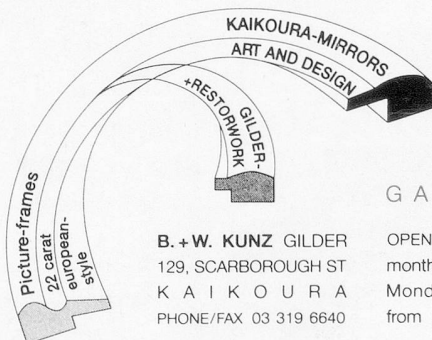 KAIKOURA-MIRRORS
ART AND DESIGN
GILDER-
+RESTORWORK
Picture-frames
22 carat
european-
style
B.+W. KUNZ GILDER
129, SCARBOROUGH ST
KAIKOURA
PHONE/FAX 03 319 6640
G A
OPEN
month
Mond
from